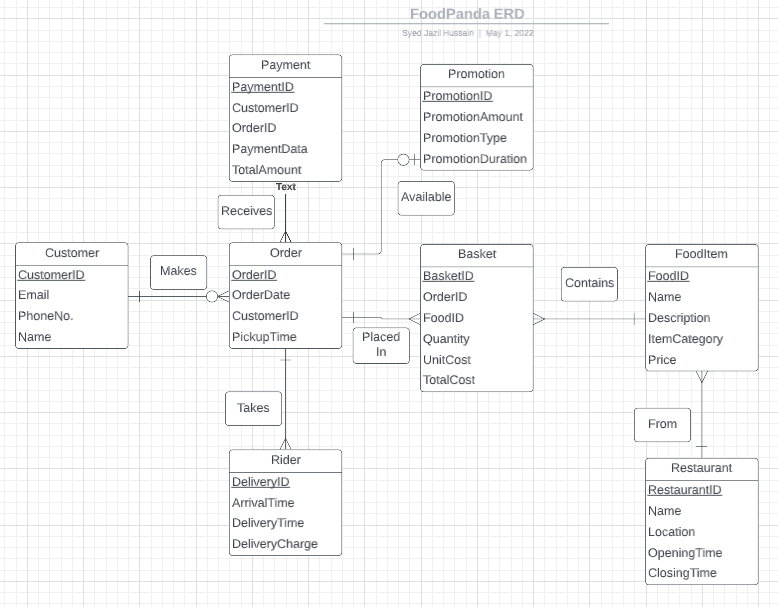 FoodPanda ERD
Syed Jazil Hussain | May 1, 2022
Payment
PaymentID
CustomerID
OrderID
PaymentData
TotalAmount
Text
Promotion
PromotionID
PromotionAmount
PromotionType
PromotionDuration
Receives
Available
Customer
CustomerID
Email
PhoneNo.
Name
Makes
Order
OrderID
OrderDate
CustomerID
PickupTime
Placed
In
Basket
BasketID
OrderID
FoodID
Quantity
UnitCost
TotalCost
Contains
FoodItem
FoodID
Name
Description
ItemCategory
Price
Takes
From
Rider
DeliveryID
ArrivalTime
DeliveryTime
DeliveryCharge
Restaurant
RestaurantID
Name
Location
OpeningTime
ClosingTime